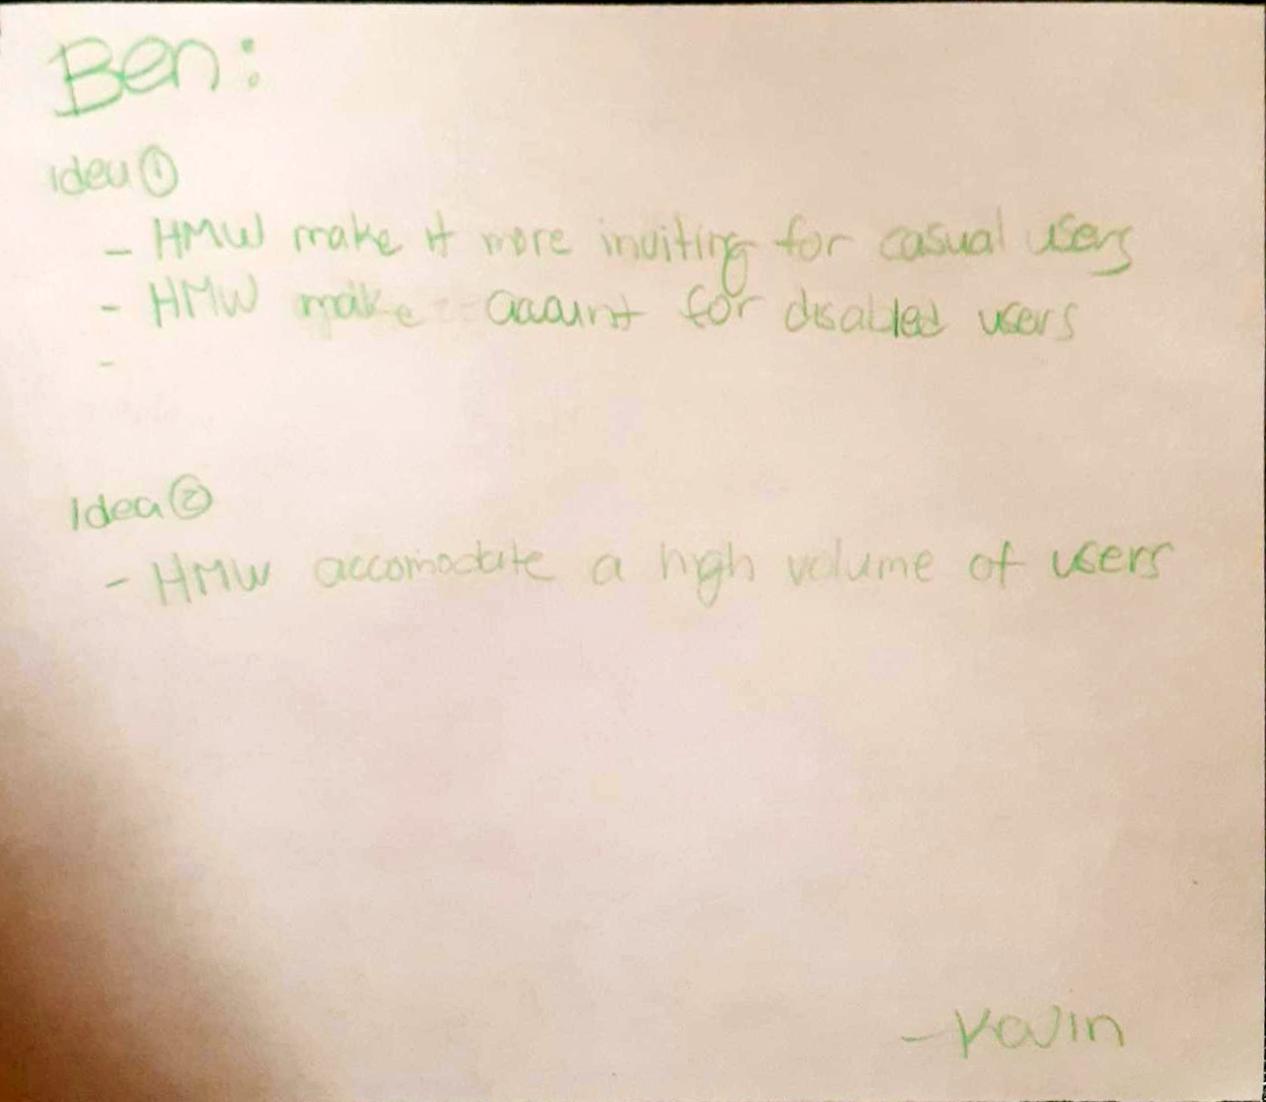 Ben:
idea ①
- HMW make it more inviting for casual users
- HMW make account for disabled users
-
Idea ②
- HMW accomodate a high volume of users
- Kavin